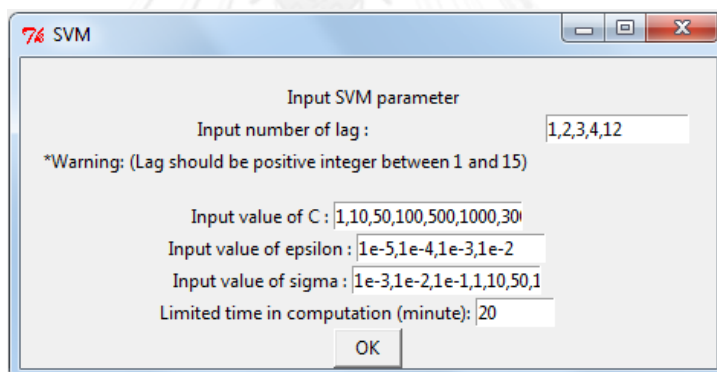 SVM
Input SVM parameter
Input number of lag : 1,2,3,4,12
*Warning: (Lag should be positive integer between 1 and 15)
Input value of C : 1,10,50,100,500,1000,300
Input value of epsilon : 1e-5,1e-4,1e-3,1e-2
Input value of sigma : 1e-3,1e-2,1e-1,1,10,50,1
Limited time in computation (minute): 20
OK